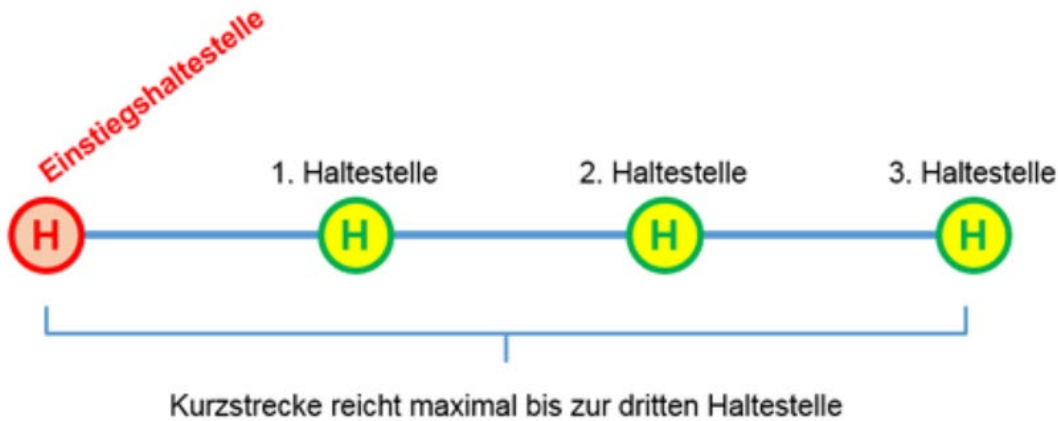 Einstiegshaltestelle
1. Haltestelle 2. Haltestelle 3. Haltestelle
H H H H
Kurzstrecke reicht maximal bis zur dritten Haltestelle